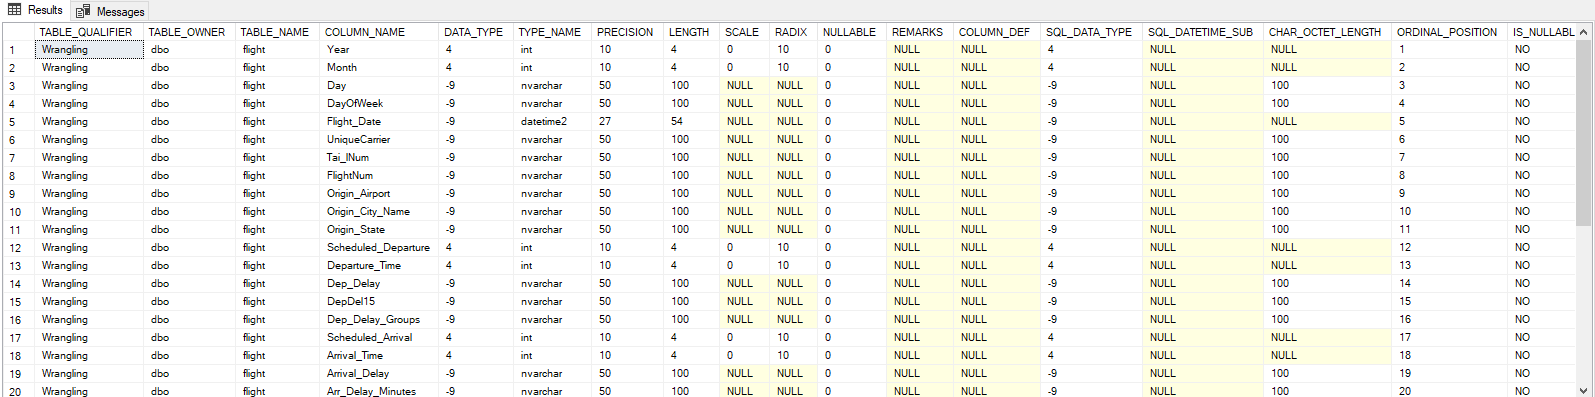 Results Messages
TABLE_QUALIFIER TABLE_OWNER TABLE_NAME COLUMN_NAME DATA_TYPE TYPE_NAME PRECISION LENGTH SCALE RADIX NULLABLE REMARKS COLUMN_DEF SQL_DATA_TYPE SQL_DATETIME_SUB CHAR_OCTET_LENGTH ORDINAL_POSITION IS_NULLABL
1 Wrangling dbo flight Year 4 int 10 4 0 10 0 NULL NULL 4 NULL NULL 1 NO
2 Wrangling dbo flight Month 4 int 10 4 0 10 0 NULL NULL 4 NULL NULL 2 NO
3 Wrangling dbo flight Day -9 nvarchar 50 100 NULL NULL 0 NULL NULL -9 NULL 100 3 NO
4 Wrangling dbo flight DayOfWeek -9 nvarchar 50 100 NULL NULL 0 NULL NULL -9 NULL 100 4 NO
5 Wrangling dbo flight Flight_Date -9 datetime2 27 54 NULL NULL 0 NULL NULL -9 NULL NULL 5 NO
6 Wrangling dbo flight UniqueCarrier -9 nvarchar 50 100 NULL NULL 0 NULL NULL -9 NULL 100 6 NO
7 Wrangling dbo flight Tai_lNum -9 nvarchar 50 100 NULL NULL 0 NULL NULL -9 NULL 100 7 NO
8 Wrangling dbo flight FlightNum -9 nvarchar 50 100 NULL NULL 0 NULL NULL -9 NULL 100 8 NO
9 Wrangling dbo flight Origin_Airport -9 nvarchar 50 100 NULL NULL 0 NULL NULL -9 NULL 100 9 NO
10 Wrangling dbo flight Origin_City_Name -9 nvarchar 50 100 NULL NULL 0 NULL NULL -9 NULL 100 10 NO
11 Wrangling dbo flight Origin_State -9 nvarchar 50 100 NULL NULL 0 NULL NULL -9 NULL 100 11 NO
12 Wrangling dbo flight Scheduled_Departure 4 int 10 4 0 10 0 NULL NULL 4 NULL NULL 12 NO
13 Wrangling dbo flight Departure_Time 4 int 10 4 0 10 0 NULL NULL 4 NULL NULL 13 NO
14 Wrangling dbo flight Dep_Delay -9 nvarchar 50 100 NULL NULL 0 NULL NULL -9 NULL 100 14 NO
15 Wrangling dbo flight DepDel15 -9 nvarchar 50 100 NULL NULL 0 NULL NULL -9 NULL 100 15 NO
16 Wrangling dbo flight Dep_Delay_Groups -9 nvarchar 50 100 NULL NULL 0 NULL NULL -9 NULL 100 16 NO
17 Wrangling dbo flight Scheduled_Arrival 4 int 10 4 0 10 0 NULL NULL 4 NULL NULL 17 NO
18 Wrangling dbo flight Arrival_Time 4 int 10 4 0 10 0 NULL NULL 4 NULL NULL 18 NO
19 Wrangling dbo flight Arrival_Delay -9 nvarchar 50 100 NULL NULL 0 NULL NULL -9 NULL 100 19 NO
20 Wrangling dbo flight Arr_Delay_Minutes -9 nvarchar 50 100 NULL NULL 0 NULL NULL -9 NULL 100 20 NO